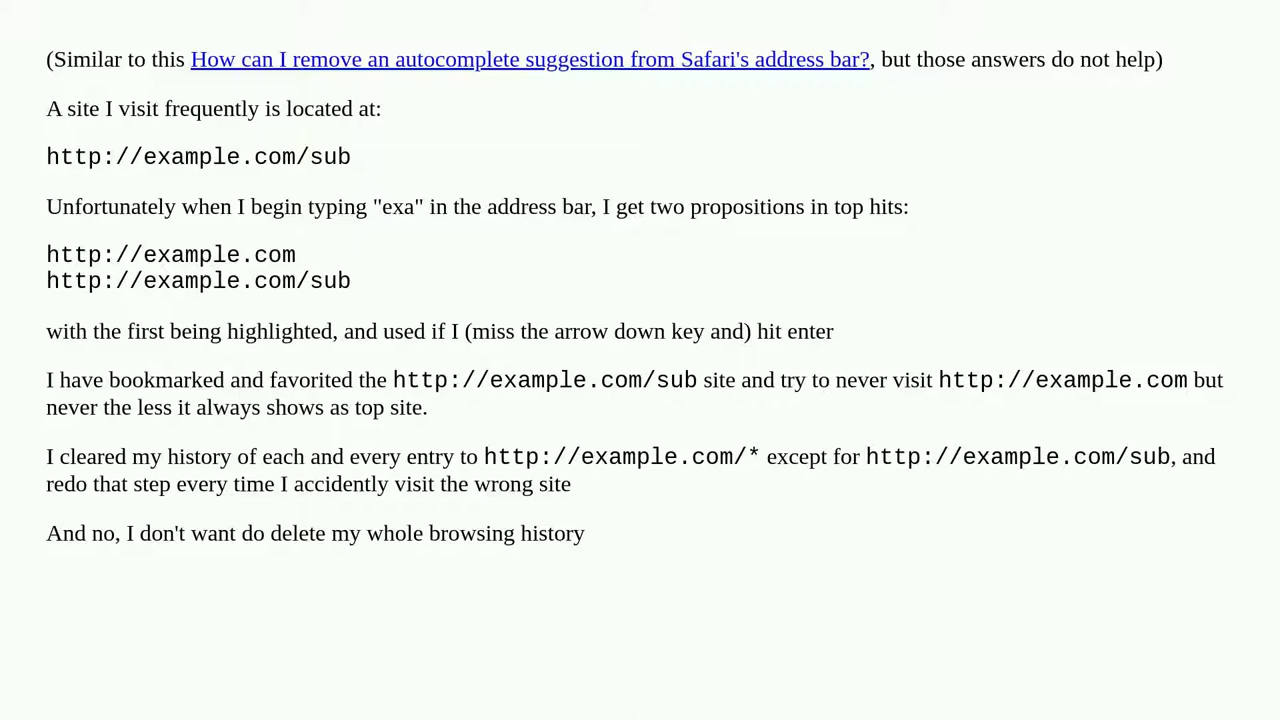 (Similar to this How can I remove an autocomplete suggestion from Safari's address bar?, but those answers do not help)
A site I visit frequently is located at:
http://example.com/sub
Unfortunately when I begin typing "exa" in the address bar, I get two propositions in top hits:
http://example.com
http://example.com/sub
with the first being highlighted, and used if I (miss the arrow down key and) hit enter
I have bookmarked and favorited the http://example.com/sub site and try to never visit http://example.com but
never the less it always shows as top site.
I cleared my history of each and every entry to http://example.com/* except for http://example.com/sub, and
redo that step every time I accidently visit the wrong site
And no, I don't want do delete my whole browsing history